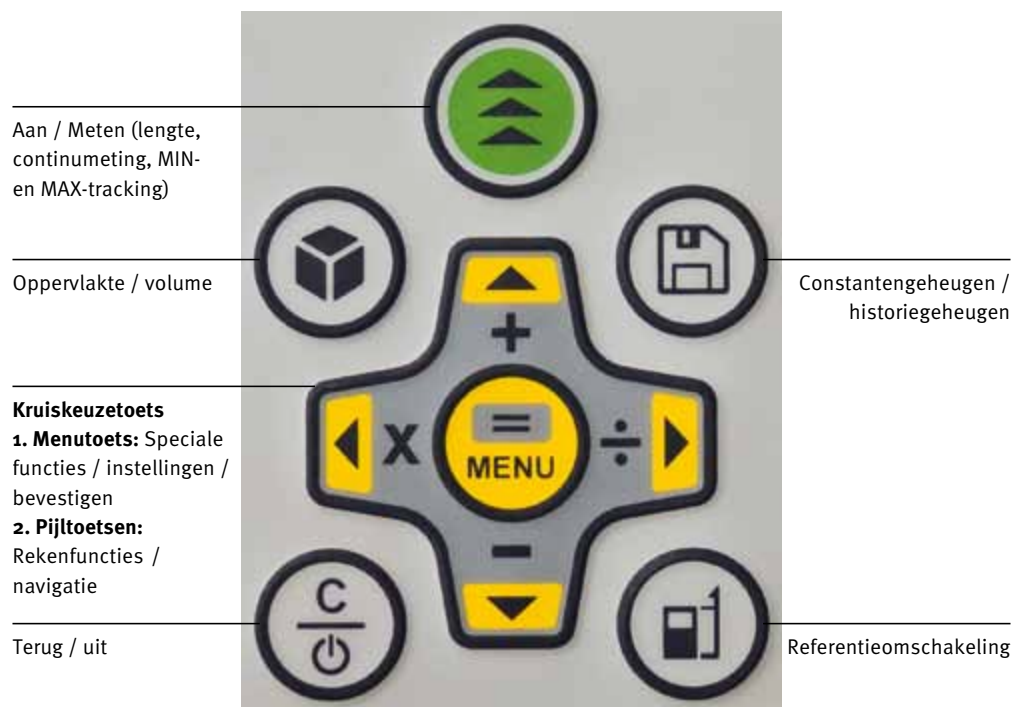 Aan / Meten (lengte,
continumeting, MIN-
en MAX-tracking)
Oppervlakte / volume
Constantengeheugen /
historiegeheugen
+
X
=
MENU
÷
−
Kruiskeuzetoets
1. Menutoets: Speciale
functies / instellingen /
bevestigen
2. Pijltoetsen:
Rekenfuncties /
navigatie
C
Terug / uit
Referentieomschakeling